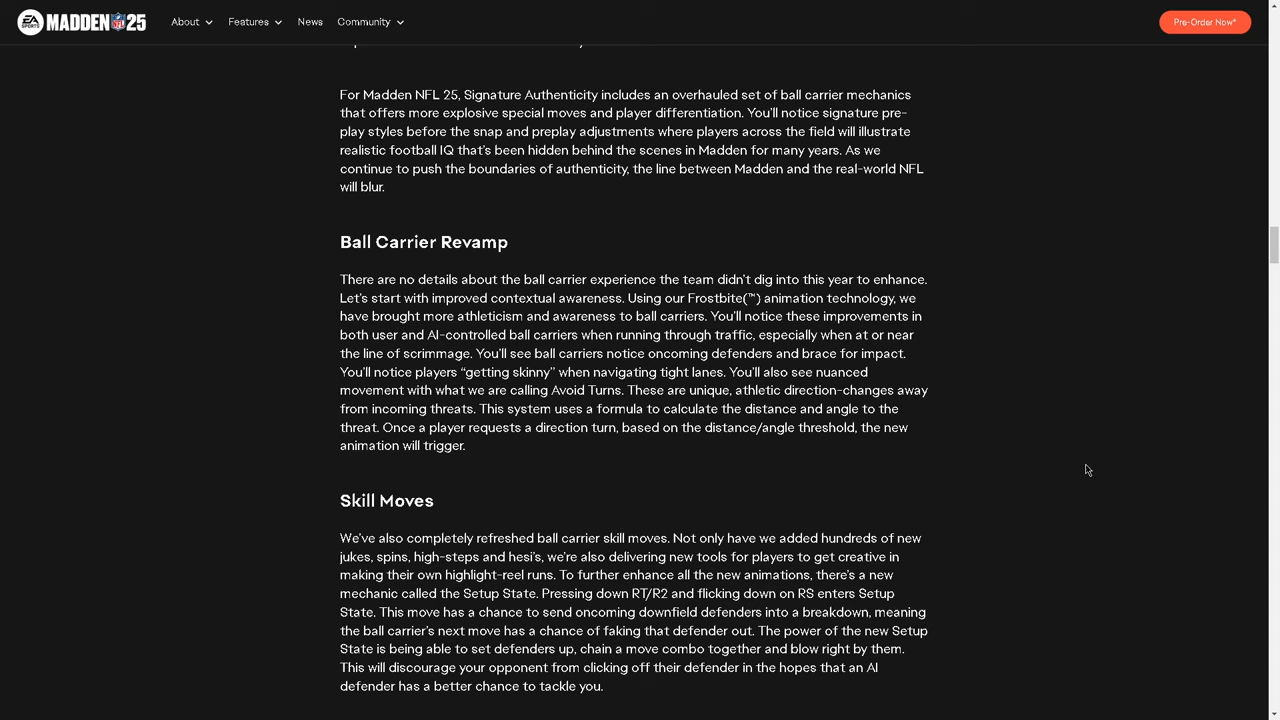 EA SPORTS MADDEN NFL 25 About Features News Community Pre-Order Now*
For Madden NFL 25, Signature Authenticity includes an overhauled set of ball carrier mechanics
that offers more explosive special moves and player differentiation. You'll notice signature pre-
play styles before the snap and preplay adjustments where players across the field will illustrate
realistic football IQ that's been hidden behind the scenes in Madden for many years. As we
continue to push the boundaries of authenticity, the line between Madden and the real-world NFL
will blur.
Ball Carrier Revamp
There are no details about the ball carrier experience the team didn't dig into this year to enhance.
Let's start with improved contextual awareness. Using our Frostbite(™) animation technology, we
have brought more athleticism and awareness to ball carriers. You'll notice these improvements in
both user and AI-controlled ball carriers when running through traffic, especially when at or near
the line of scrimmage. You'll see ball carriers notice oncoming defenders and brace for impact.
You'll notice players “getting skinny” when navigating tight lanes. You'll also see nuanced
movement with what we are calling Avoid Turns. These are unique, athletic direction-changes away
from incoming threats. This system uses a formula to calculate the distance and angle to the
threat. Once a player requests a direction turn, based on the distance/angle threshold, the new
animation will trigger.
Skill Moves
We've also completely refreshed ball carrier skill moves. Not only have we added hundreds of new
jukes, spins, high-steps and hesi's, we're also delivering new tools for players to get creative in
making their own highlight-reel runs. To further enhance all the new animations, there's a new
mechanic called the Setup State. Pressing down RT/R2 and flicking down on RS enters Setup
State. This move has a chance to send oncoming downfield defenders into a breakdown, meaning
the ball carrier's next move has a chance of faking that defender out. The power of the new Setup
State is being able to set defenders up, chain a move combo together and blow right by them.
This will discourage your opponent from clicking off their defender in the hopes that an AI
defender has a better chance to tackle you.